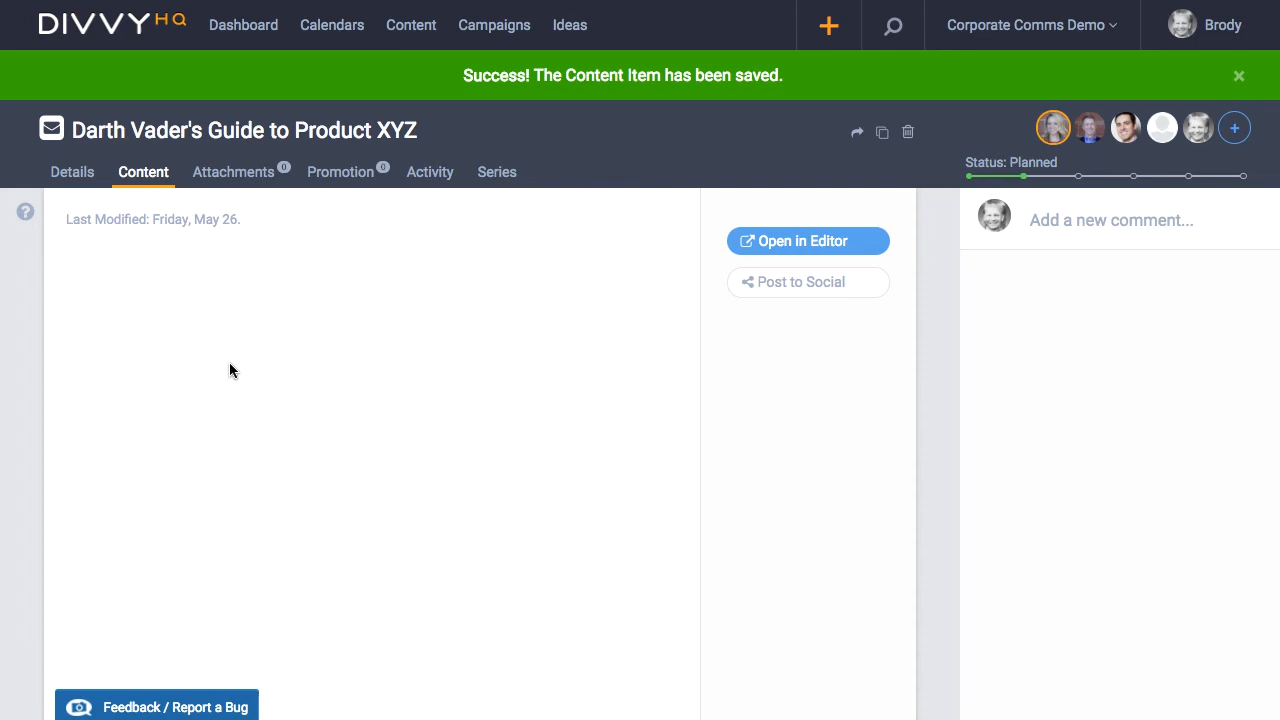 DIVVYHQ Dashboard Calendars Content Campaigns Ideas + Corporate Comms Demo Brody
Success! The Content Item has been saved. ×
Darth Vader's Guide to Product XYZ +
Details Content Attachments 0 Promotion 0 Activity Series Status: Planned
? Last Modified: Friday, May 26. Add a new comment...
Open in Editor
Post to Social
Feedback / Report a Bug